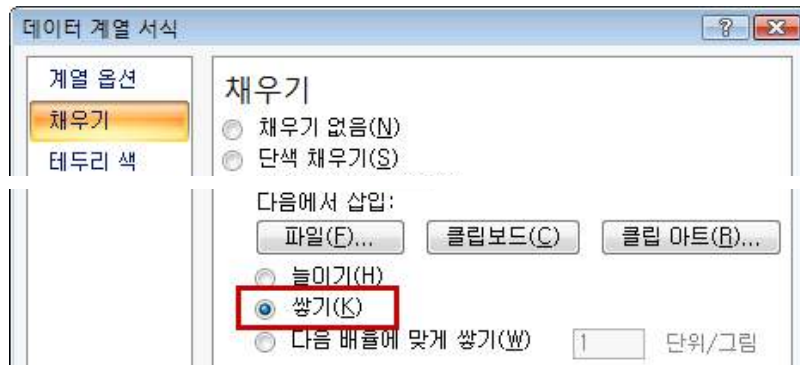 데이터 계열 서식
계열 옵션
채우기
테두리 색
채우기
채우기 없음(N)
단색 채우기(S)
다음에서 삽입:
파일(F)... 클립보드(C) 클립 아트(R)...
늘이기(H)
쌓기(K)
다음 배율에 맞게 쌓기(W) 1 단위/그림